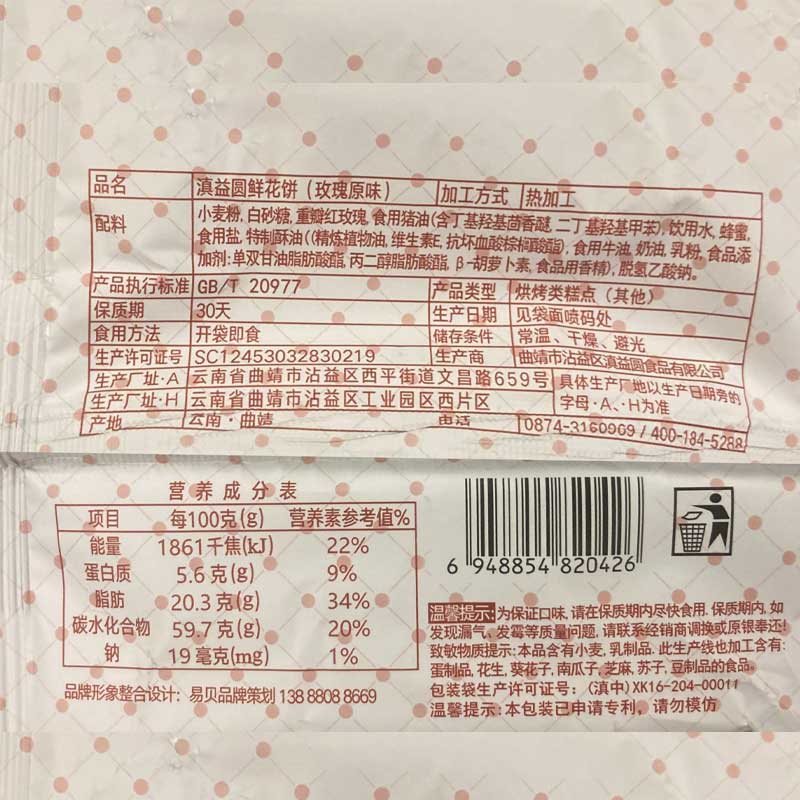 品名 滇益圆鲜花饼（玫瑰原味） 加工方式 热加工
配料 小麦粉, 白砂糖, 重瓣红玫瑰, 食用猪油(含丁基羟基茴香醚, 二丁基羟基甲苯), 饮用水, 蜂蜜,
食用盐, 特制酥油((精炼植物油, 维生素E, 抗坏血酸棕榈酸酯), 食用牛油, 奶油, 乳粉, 食品添
加剂:单双甘油脂肪酸酯, 丙二醇脂肪酸酯, β-胡萝卜素, 食品用香精), 脱氢乙酸钠。
产品执行标准 GB/T 20977 产品类型 烘烤类糕点（其他）
保质期 30天 生产日期 见袋面喷码处
食用方法 开袋即食 储存条件 常温、干燥、避光
生产许可证号 SC12453032830219 生产商 曲靖市沾益区滇益圆食品有限公司
生产厂址·A 云南省曲靖市沾益区西平街道文昌路659号 具体生产厂地以生产日期旁的
生产厂址·H 云南省曲靖市沾益区工业园区西片区 字母·A、·H为准
产地 云南·曲靖 电话 0874-3160909 / 400-184-5288
营养成分表
项目 每100克(g) 营养素参考值%
能量 1861千焦(kJ) 22%
蛋白质 5.6克(g) 9%
脂肪 20.3克(g) 34%
碳水化合物 59.7克(g) 20%
钠 19毫克(mg) 1%
品牌形象整合设计：易贝品牌策划 138 8808 8669
6 948854 820426
温馨提示:为保证口味, 请在保质期内尽快食用. 保质期内, 如
发现漏气、发霉等质量问题, 请联系经销商调换或原银奉还!
致敏物质提示:本品含有小麦, 乳制品. 此生产线也加工含有:
蛋制品, 花生, 葵花子, 南瓜子, 芝麻, 苏子, 豆制品的食品。
包装袋生产许可证号：（滇中）XK16-204-00011
温馨提示:本包装已申请专利，请勿模仿